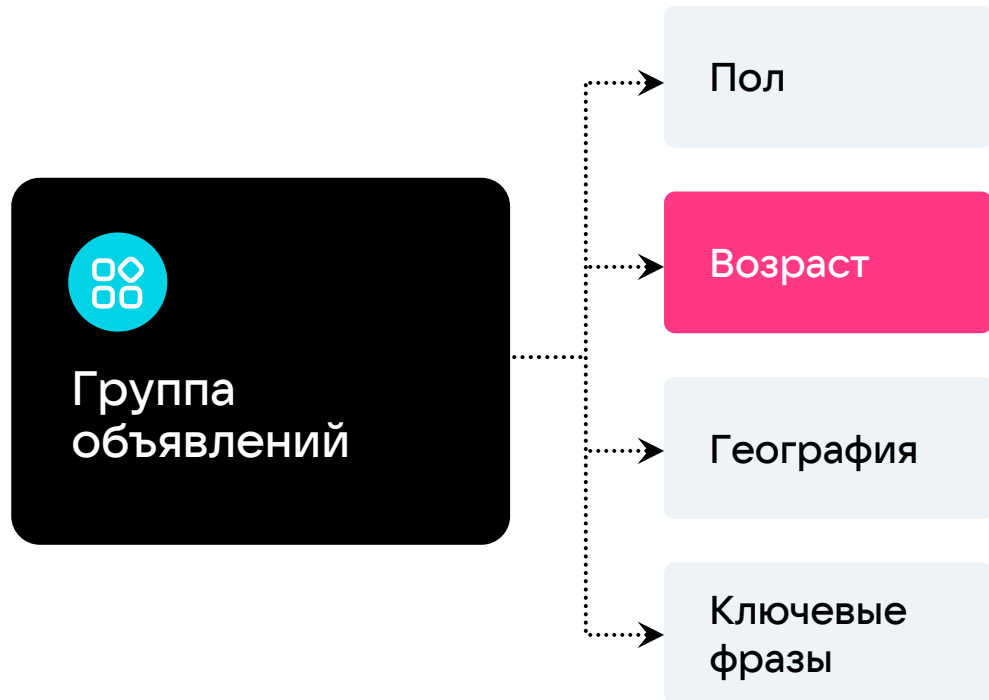 Группа
объявлений
Пол
Возраст
География
Ключевые
фразы